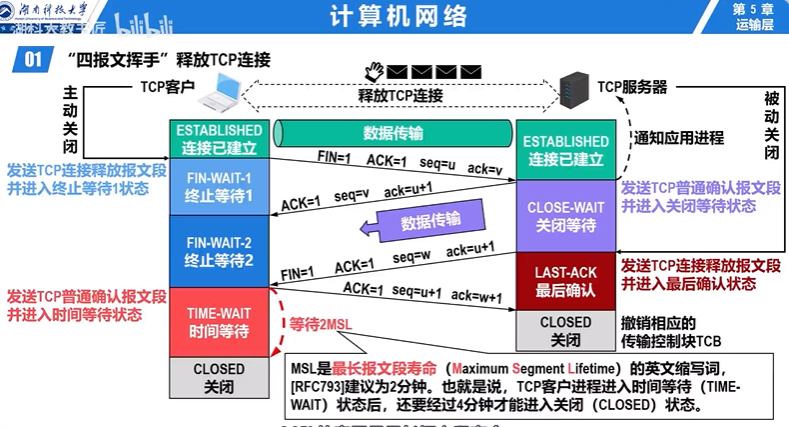 湖南科技大学
Hunan University of Science and Technology
湖科大教书匠
bilibili
计算机网络
第 5 章
运输层
01
“四报文挥手”释放TCP连接
主动关闭
TCP客户
释放TCP连接
TCP服务器
被动关闭
通知应用进程
ESTABLISHED
连接已建立
数据传输
ESTABLISHED
连接已建立
FIN=1 ACK=1 seq=u ack=v
发送TCP连接释放报文段
并进入终止等待1状态
FIN-WAIT-1
终止等待1
ACK=1 seq=v ack=u+1
CLOSE-WAIT
关闭等待
发送TCP普通确认报文段
并进入关闭等待状态
数据传输
FIN-WAIT-2
终止等待2
FIN=1 ACK=1 seq=w ack=u+1
LAST-ACK
最后确认
发送TCP连接释放报文段
并进入最后确认状态
ACK=1 seq=u+1 ack=w+1
发送TCP普通确认报文段
并进入时间等待状态
TIME-WAIT
时间等待
等待2MSL
CLOSED
关闭
撤销相应的
传输控制块TCB
CLOSED
关闭
MSL是最长报文段寿命（Maximum Segment Lifetime）的英文缩写词，
[RFC793]建议为2分钟。也就是说，TCP客户进程进入时间等待（TIME-
WAIT）状态后，还要经过4分钟才能进入关闭（CLOSED）状态。